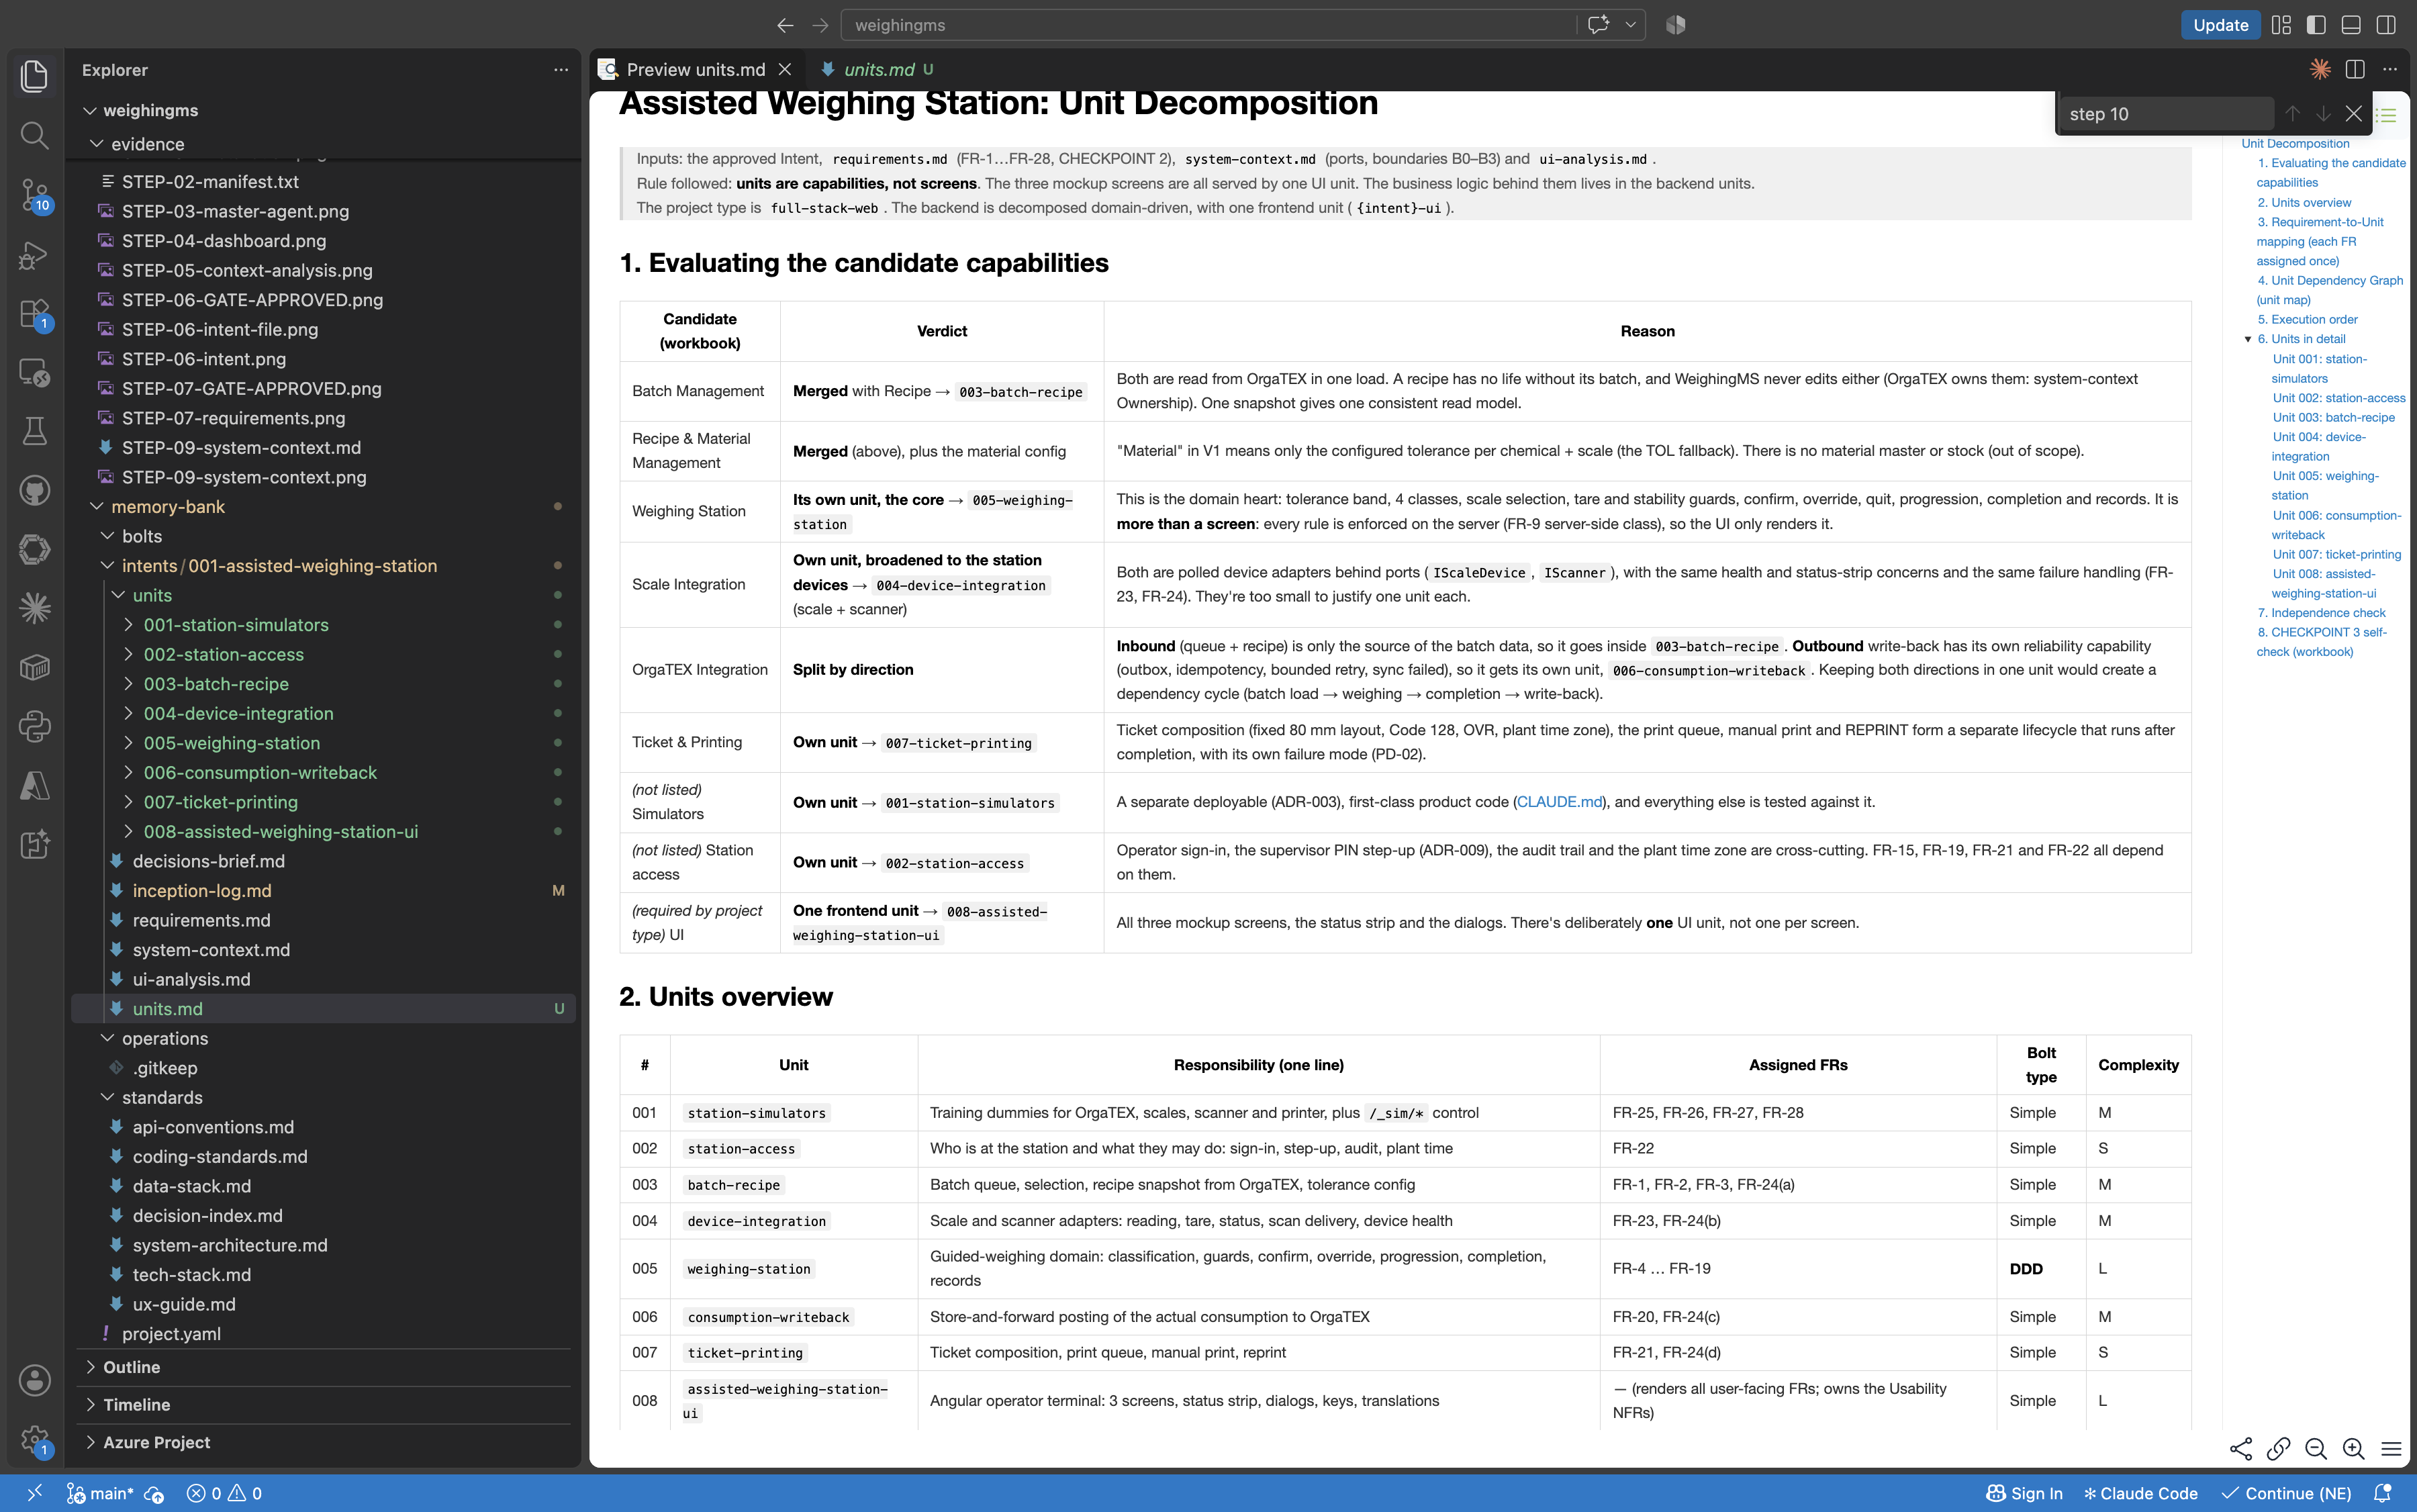 weighingms
Update
Explorer
weighingms
evidence
STEP-02-manifest.txt
STEP-03-master-agent.png
STEP-04-dashboard.png
STEP-05-context-analysis.png
STEP-06-GATE-APPROVED.png
STEP-06-intent-file.png
STEP-06-intent.png
STEP-07-GATE-APPROVED.png
STEP-07-requirements.png
STEP-09-system-context.md
STEP-09-system-context.png
memory-bank
bolts
intents/001-assisted-weighing-station
units
001-station-simulators
002-station-access
003-batch-recipe
004-device-integration
005-weighing-station
006-consumption-writeback
007-ticket-printing
008-assisted-weighing-station-ui
decisions-brief.md
inception-log.md M
requirements.md
system-context.md
ui-analysis.md
units.md U
operations
.gitkeep
standards
api-conventions.md
coding-standards.md
data-stack.md
decision-index.md
system-architecture.md
tech-stack.md
ux-guide.md
project.yaml
Outline
Timeline
Azure Project
10
1
1
Preview units.md
units.md U
step 10
Assisted Weighing Station: Unit Decomposition
Inputs: the approved Intent, requirements.md (FR-1…FR-28, CHECKPOINT 2), system-context.md (ports, boundaries B0–B3) and ui-analysis.md .
Rule followed: units are capabilities, not screens. The three mockup screens are all served by one UI unit. The business logic behind them lives in the backend units.
The project type is full-stack-web . The backend is decomposed domain-driven, with one frontend unit ( {intent}-ui ).
1. Evaluating the candidate capabilities
Candidate (workbook) Verdict Reason
Batch Management
Merged with Recipe → 003-batch-recipe
Both are read from OrgaTEX in one load. A recipe has no life without its batch, and WeighingMS never edits either (OrgaTEX owns them: system-context
Ownership). One snapshot gives one consistent read model.
Recipe & Material
Management
Merged (above), plus the material config
"Material" in V1 means only the configured tolerance per chemical + scale (the TOL fallback). There is no material master or stock (out of scope).
Weighing Station
Its own unit, the core → 005-weighing-
station
This is the domain heart: tolerance band, 4 classes, scale selection, tare and stability guards, confirm, override, quit, progression, completion and records. It is
more than a screen: every rule is enforced on the server (FR-9 server-side class), so the UI only renders it.
Scale Integration
Own unit, broadened to the station
devices → 004-device-integration
(scale + scanner)
Both are polled device adapters behind ports ( IScaleDevice , IScanner ), with the same health and status-strip concerns and the same failure handling (FR-
23, FR-24). They're too small to justify one unit each.
OrgaTEX Integration
Split by direction
Inbound (queue + recipe) is only the source of the batch data, so it goes inside 003-batch-recipe . Outbound write-back has its own reliability capability
(outbox, idempotency, bounded retry, sync failed), so it gets its own unit, 006-consumption-writeback . Keeping both directions in one unit would create a
dependency cycle (batch load → weighing → completion → write-back).
Ticket & Printing
Own unit → 007-ticket-printing
Ticket composition (fixed 80 mm layout, Code 128, OVR, plant time zone), the print queue, manual print and REPRINT form a separate lifecycle that runs after
completion, with its own failure mode (PD-02).
(not listed)
Simulators
Own unit → 001-station-simulators
A separate deployable (ADR-003), first-class product code (CLAUDE.md), and everything else is tested against it.
(not listed) Station
access
Own unit → 002-station-access
Operator sign-in, the supervisor PIN step-up (ADR-009), the audit trail and the plant time zone are cross-cutting. FR-15, FR-19, FR-21 and FR-22 all depend
on them.
(required by project
type) UI
One frontend unit → 008-assisted-
weighing-station-ui
All three mockup screens, the status strip and the dialogs. There's deliberately one UI unit, not one per screen.
2. Units overview
# Unit Responsibility (one line) Assigned FRs Bolt type Complexity
001 station-simulators Training dummies for OrgaTEX, scales, scanner and printer, plus /_sim/* control FR-25, FR-26, FR-27, FR-28 Simple M
002 station-access Who is at the station and what they may do: sign-in, step-up, audit, plant time FR-22 Simple S
003 batch-recipe Batch queue, selection, recipe snapshot from OrgaTEX, tolerance config FR-1, FR-2, FR-3, FR-24(a) Simple M
004 device-integration Scale and scanner adapters: reading, tare, status, scan delivery, device health FR-23, FR-24(b) Simple M
005 weighing-station Guided-weighing domain: classification, guards, confirm, override, progression, completion,
records FR-4 … FR-19 DDD L
006 consumption-writeback Store-and-forward posting of the actual consumption to OrgaTEX FR-20, FR-24(c) Simple M
007 ticket-printing Ticket composition, print queue, manual print, reprint FR-21, FR-24(d) Simple S
008 assisted-weighing-station-
ui Angular operator terminal: 3 screens, status strip, dialogs, keys, translations — (renders all user-facing FRs; owns the Usability
NFRs) Simple L
Unit Decomposition
1. Evaluating the candidate
capabilities
2. Units overview
3. Requirement-to-Unit
mapping (each FR
assigned once)
4. Unit Dependency Graph
(unit map)
5. Execution order
6. Units in detail
Unit 001: station-
simulators
Unit 002: station-access
Unit 003: batch-recipe
Unit 004: device-
integration
Unit 005: weighing-
station
Unit 006: consumption-
writeback
Unit 007: ticket-printing
Unit 008: assisted-
weighing-station-ui
7. Independence check
8. CHECKPOINT 3 self-
check (workbook)
main* 0 0
Sign In Claude Code Continue (NE)